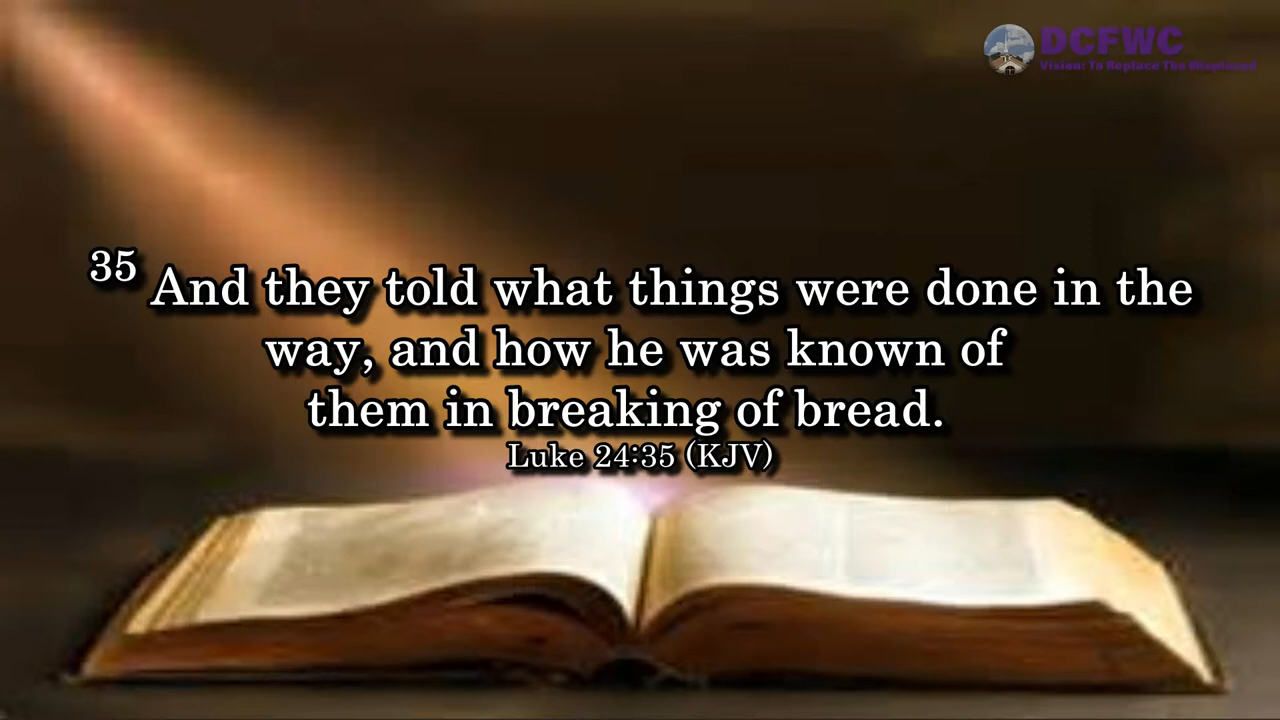 DCFWC
Vision: To Replace The Misplaced
35 And they told what things were done in the
way, and how he was known of
them in breaking of bread.
Luke 24:35 (KJV)